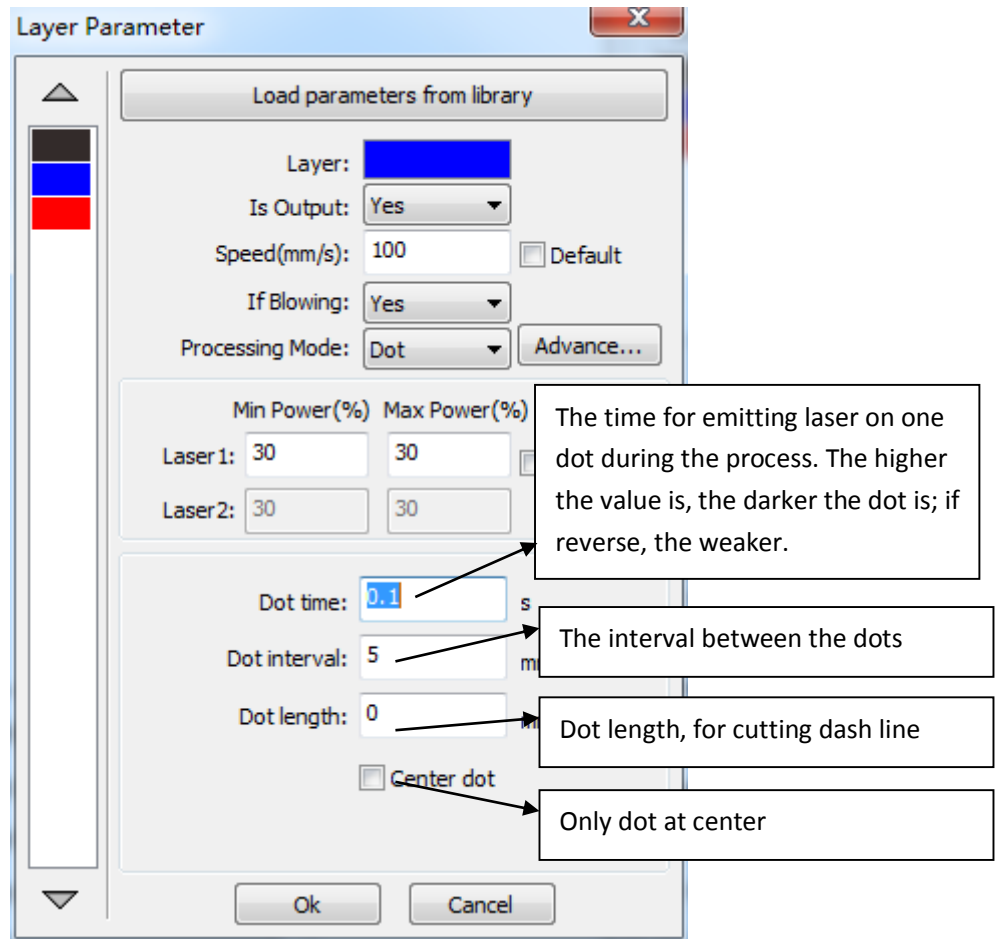 Layer Parameter
Load parameters from library
Layer:
Is Output: Yes
Speed(mm/s): 100 Default
If Blowing: Yes
Processing Mode: Dot Advance...
Min Power(%) Max Power(%)
Laser1: 30 30
Laser2: 30 30
The time for emitting laser on one
dot during the process. The higher
the value is, the darker the dot is; if
reverse, the weaker.
Dot time: 0.1 s
Dot interval: 5
The interval between the dots
Dot length: 0
Dot length, for cutting dash line
Center dot
Only dot at center
Ok Cancel